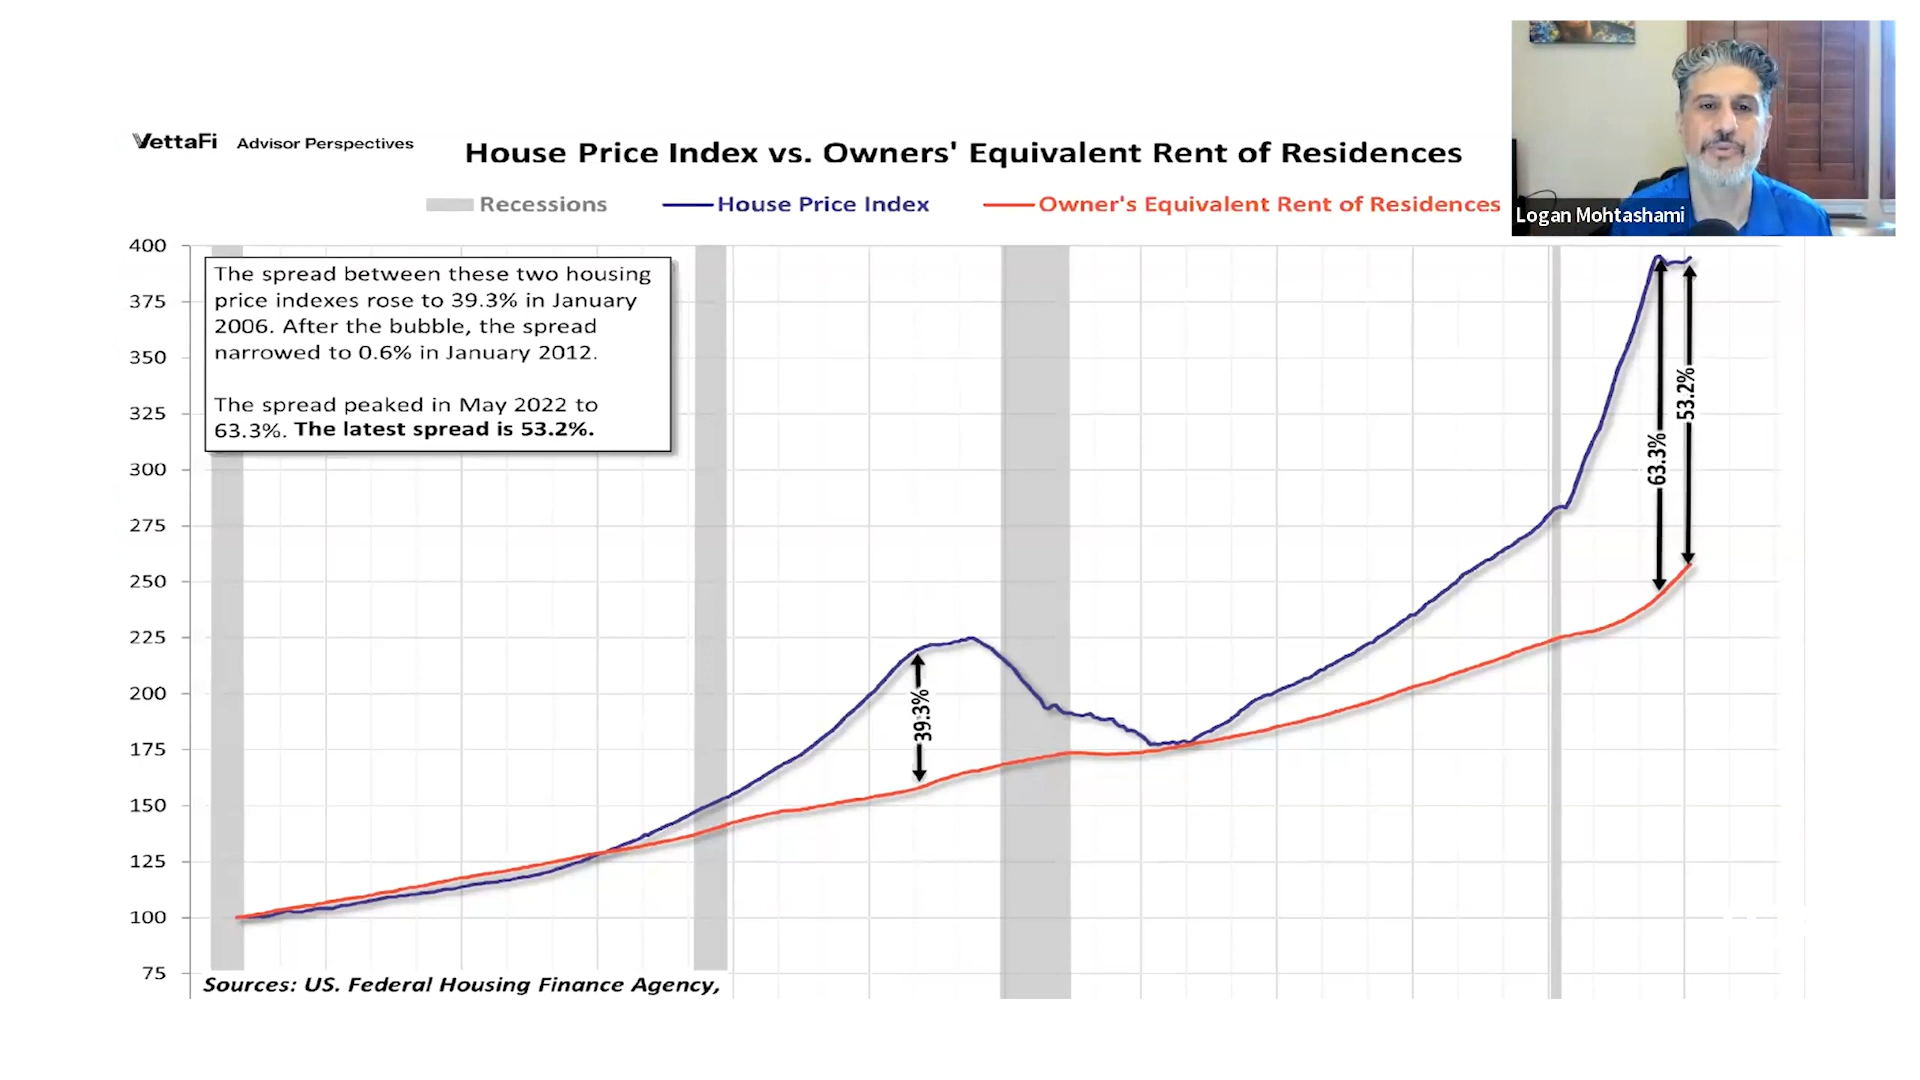 VettaFi Advisor Perspectives
House Price Index vs. Owners' Equivalent Rent of Residences
Recessions House Price Index Owner's Equivalent Rent of Residences
Logan Mohtashami
400
375
350
325
300
275
250
225
200
175
150
125
100
75
The spread between these two housing
price indexes rose to 39.3% in January
2006. After the bubble, the spread
narrowed to 0.6% in January 2012.
The spread peaked in May 2022 to
63.3%. The latest spread is 53.2%.
39.3%
63.3%
53.2%
Sources: US. Federal Housing Finance Agency,